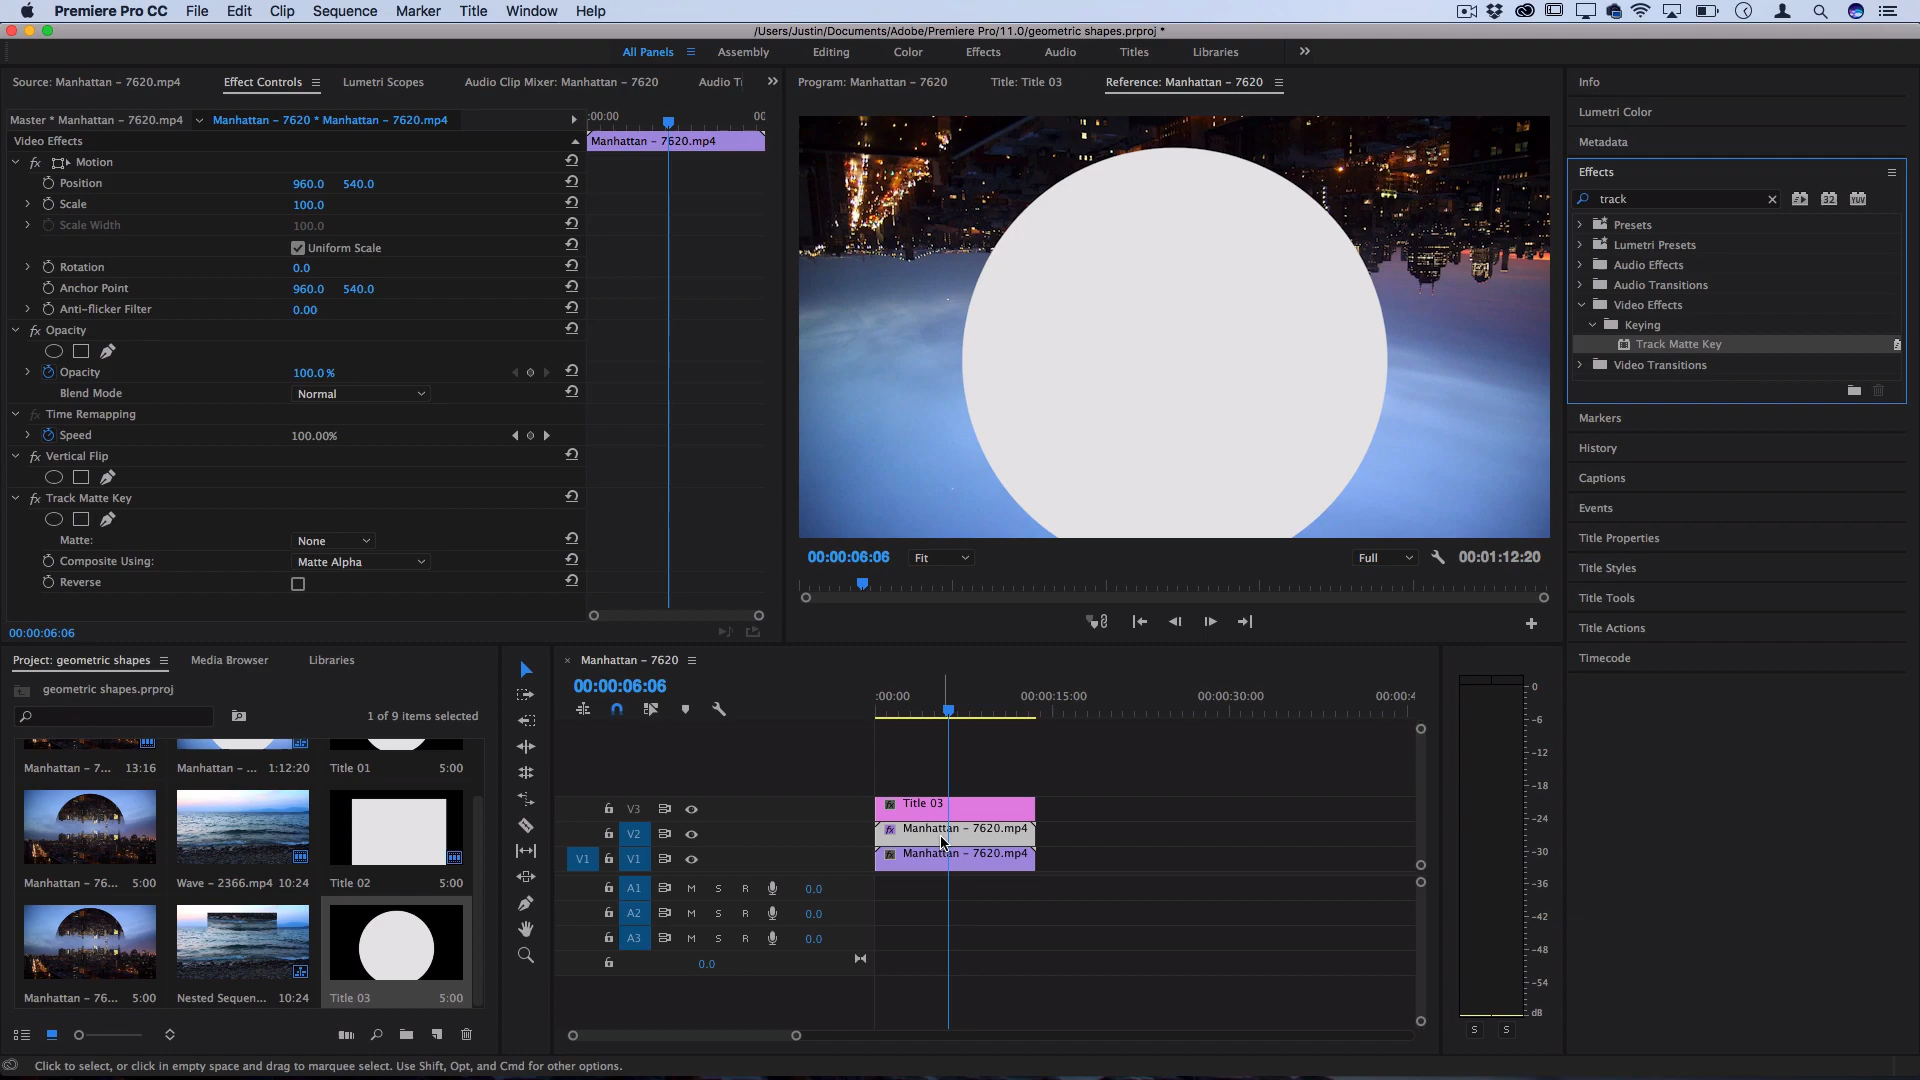 Premiere Pro CC File Edit Clip Sequence Marker Title Window Help
/Users/Justin/Documents/Adobe/Premiere Pro/11.0/geometric shapes.prproj *
All Panels Assembly Editing Color Effects Audio Titles Libraries
Source: Manhattan – 7620.mp4 Effect Controls Lumetri Scopes Audio Clip Mixer: Manhattan – 7620 Audio Ti
Master * Manhattan – 7620.mp4 Manhattan – 7620 * Manhattan – 7620.mp4
:00:00 00
Video Effects
Manhattan – 7620.mp4
fx Motion
Position 960.0 540.0
Scale 100.0
Scale Width 100.0
Uniform Scale
Rotation 0.0
Anchor Point 960.0 540.0
Anti-flicker Filter 0.00
fx Opacity
Opacity 100.0 %
Blend Mode Normal
fx Time Remapping
Speed 100.00%
fx Vertical Flip
fx Track Matte Key
Matte: None
Composite Using: Matte Alpha
Reverse
00:00:06:06
Program: Manhattan – 7620 Title: Title 03 Reference: Manhattan – 7620
00:00:06:06 Fit Full 00:01:12:20
Info
Lumetri Color
Metadata
Effects
track 32 YUV
Presets
Lumetri Presets
Audio Effects
Audio Transitions
Video Effects
Keying
Track Matte Key
Video Transitions
Markers
History
Captions
Events
Title Properties
Title Styles
Title Tools
Title Actions
Timecode
Project: geometric shapes Media Browser Libraries
geometric shapes.prproj
1 of 9 items selected
Manhattan – 7... 13:16 Manhattan – ... 1:12:20 Title 01 5:00
Manhattan – 76... 5:00 Wave – 2366.mp4 10:24 Title 02 5:00
Manhattan – 76... 5:00 Nested Sequen... 10:24 Title 03 5:00
Manhattan – 7620
00:00:06:06
:00:00 00:00:15:00 00:00:30:00 00:00:4
V3 fx Title 03
V2 fx Manhattan – 7620.mp4
V1 V1 fx Manhattan – 7620.mp4
A1 M S R 0.0
A2 M S R 0.0
A3 M S R 0.0
0.0
0
-6
-12
-18
-24
-30
-36
-42
-48
-54
dB
S S
Click to select, or click in empty space and drag to marquee select. Use Shift, Opt, and Cmd for other options.